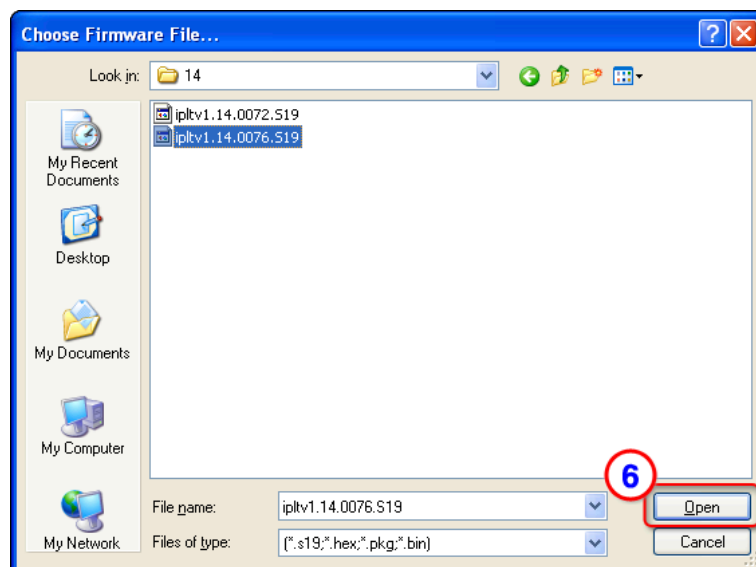 Choose Firmware File...
Look in:
14
ipltv1.14.0072.S19
ipltv1.14.0076.S19
My Recent
Documents
Desktop
My Documents
My Computer
My Network
File name:
ipltv1.14.0076.S19
Files of type:
(*.s19;*.hex;*.pkg;*.bin)
6
Open
Cancel